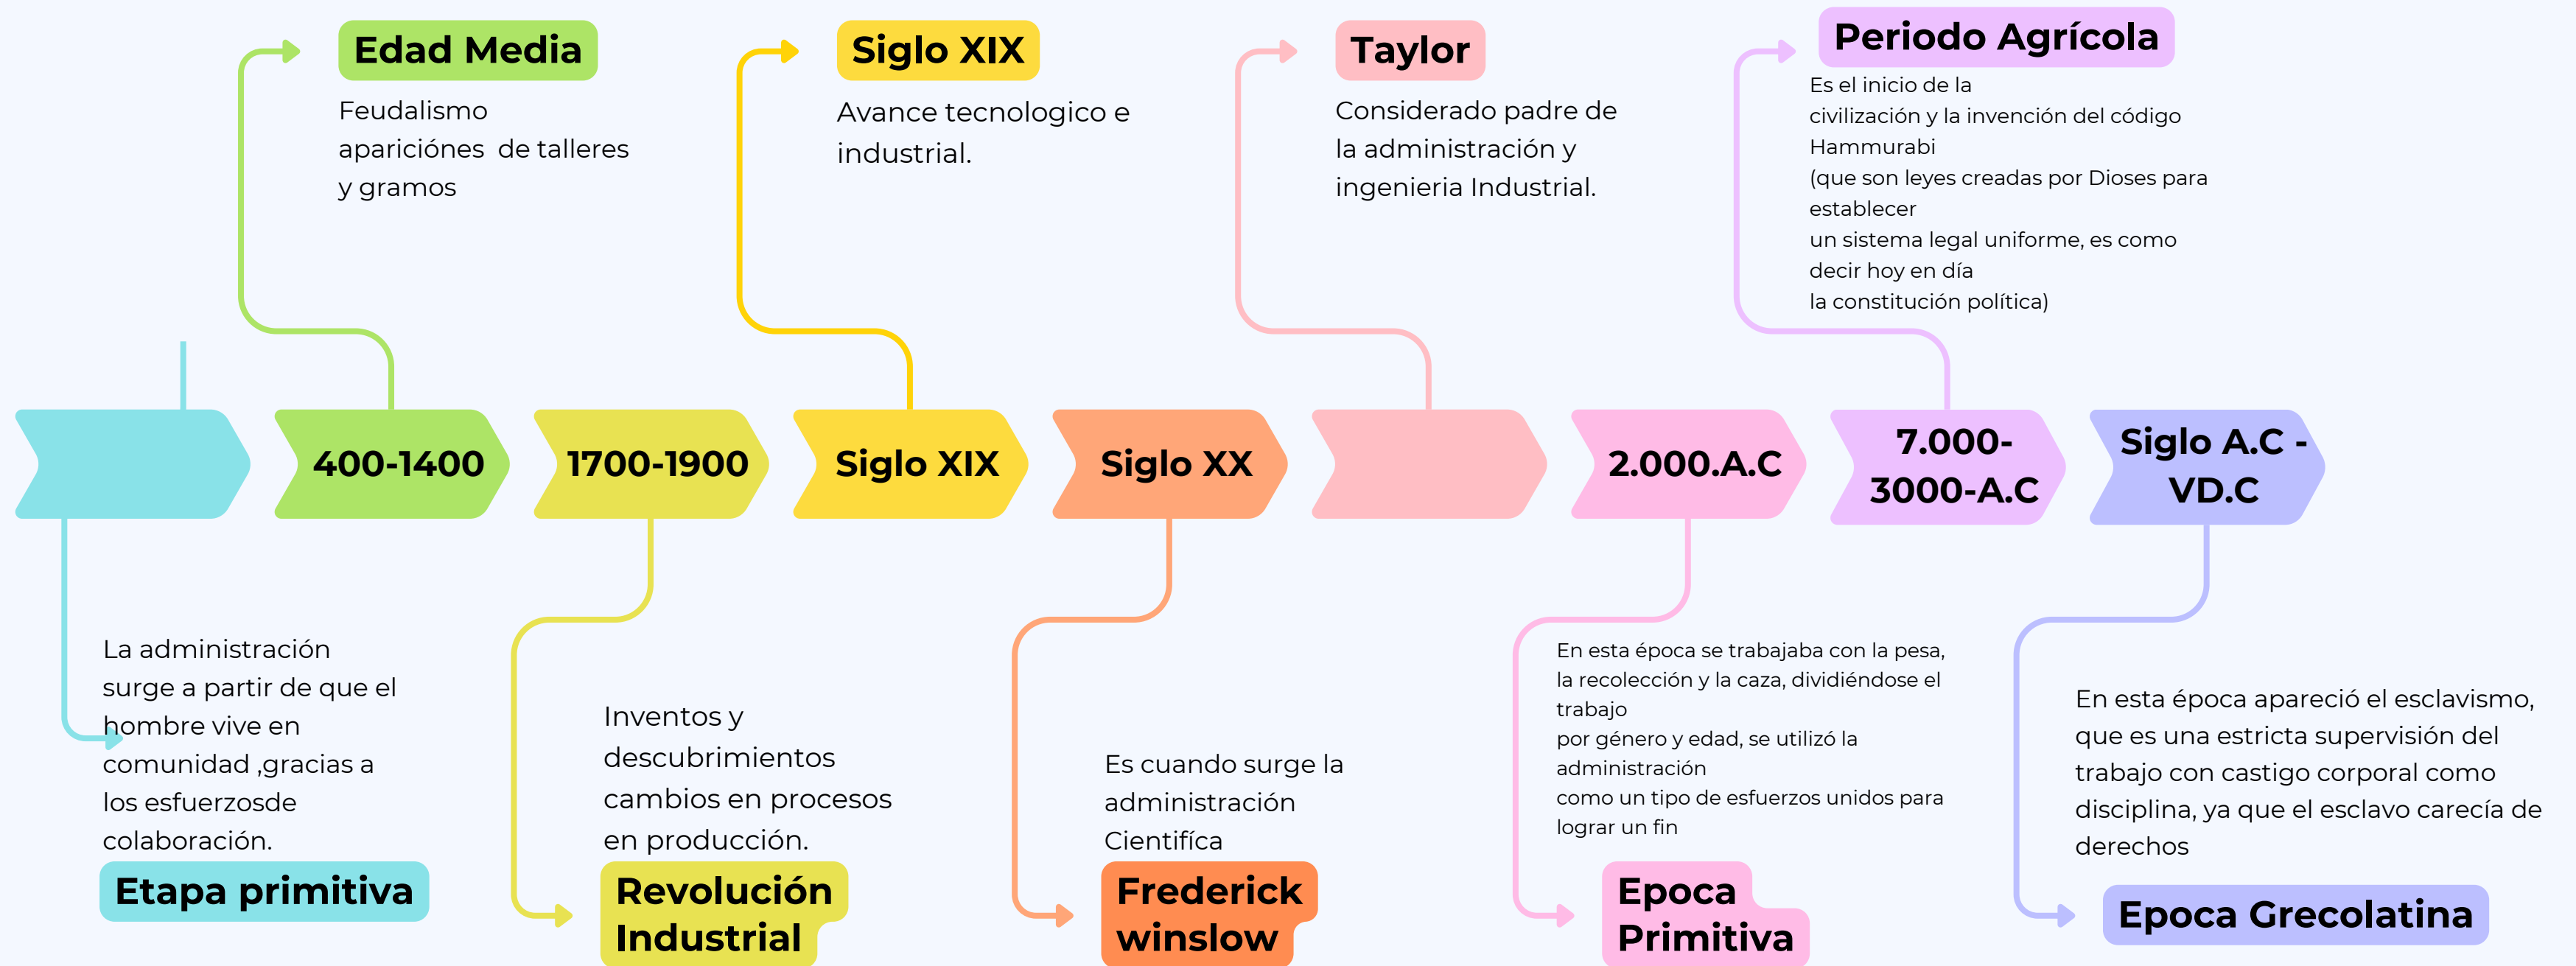 Edad Media
Feudalismo
apariciónes  de talleres
y gramos
Siglo XIX
Avance tecnologico e
industrial.
Taylor
Considerado padre de
la administración y
ingenieria Industrial.
Periodo Agrícola
Es el inicio de la
civilización y la invención del código
Hammurabi
(que son leyes creadas por Dioses para
establecer
un sistema legal uniforme, es como
decir hoy en día
la constitución política)
400-1400
1700-1900
Siglo XIX
Siglo XX
2.000.A.C
7.000-
3000-A.C
Siglo A.C -
VD.C
La administración
surge a partir de que el
hombre vive en
comunidad ,gracias a
los esfuerzosde
colaboración.
Etapa primitiva
Inventos y
descubrimientos
cambios en procesos
en producción.
Revolución
Industrial
Es cuando surge la
administración
Cientifíca
Frederick
winslow
En esta época se trabajaba con la pesa,
la recolección y la caza, dividiéndose el
trabajo
por género y edad, se utilizó la
administración
como un tipo de esfuerzos unidos para
lograr un fin
Epoca
Primitiva
En esta época apareció el esclavismo,
que es una estricta supervisión del
trabajo con castigo corporal como
disciplina, ya que el esclavo carecía de
derechos
Epoca Grecolatina